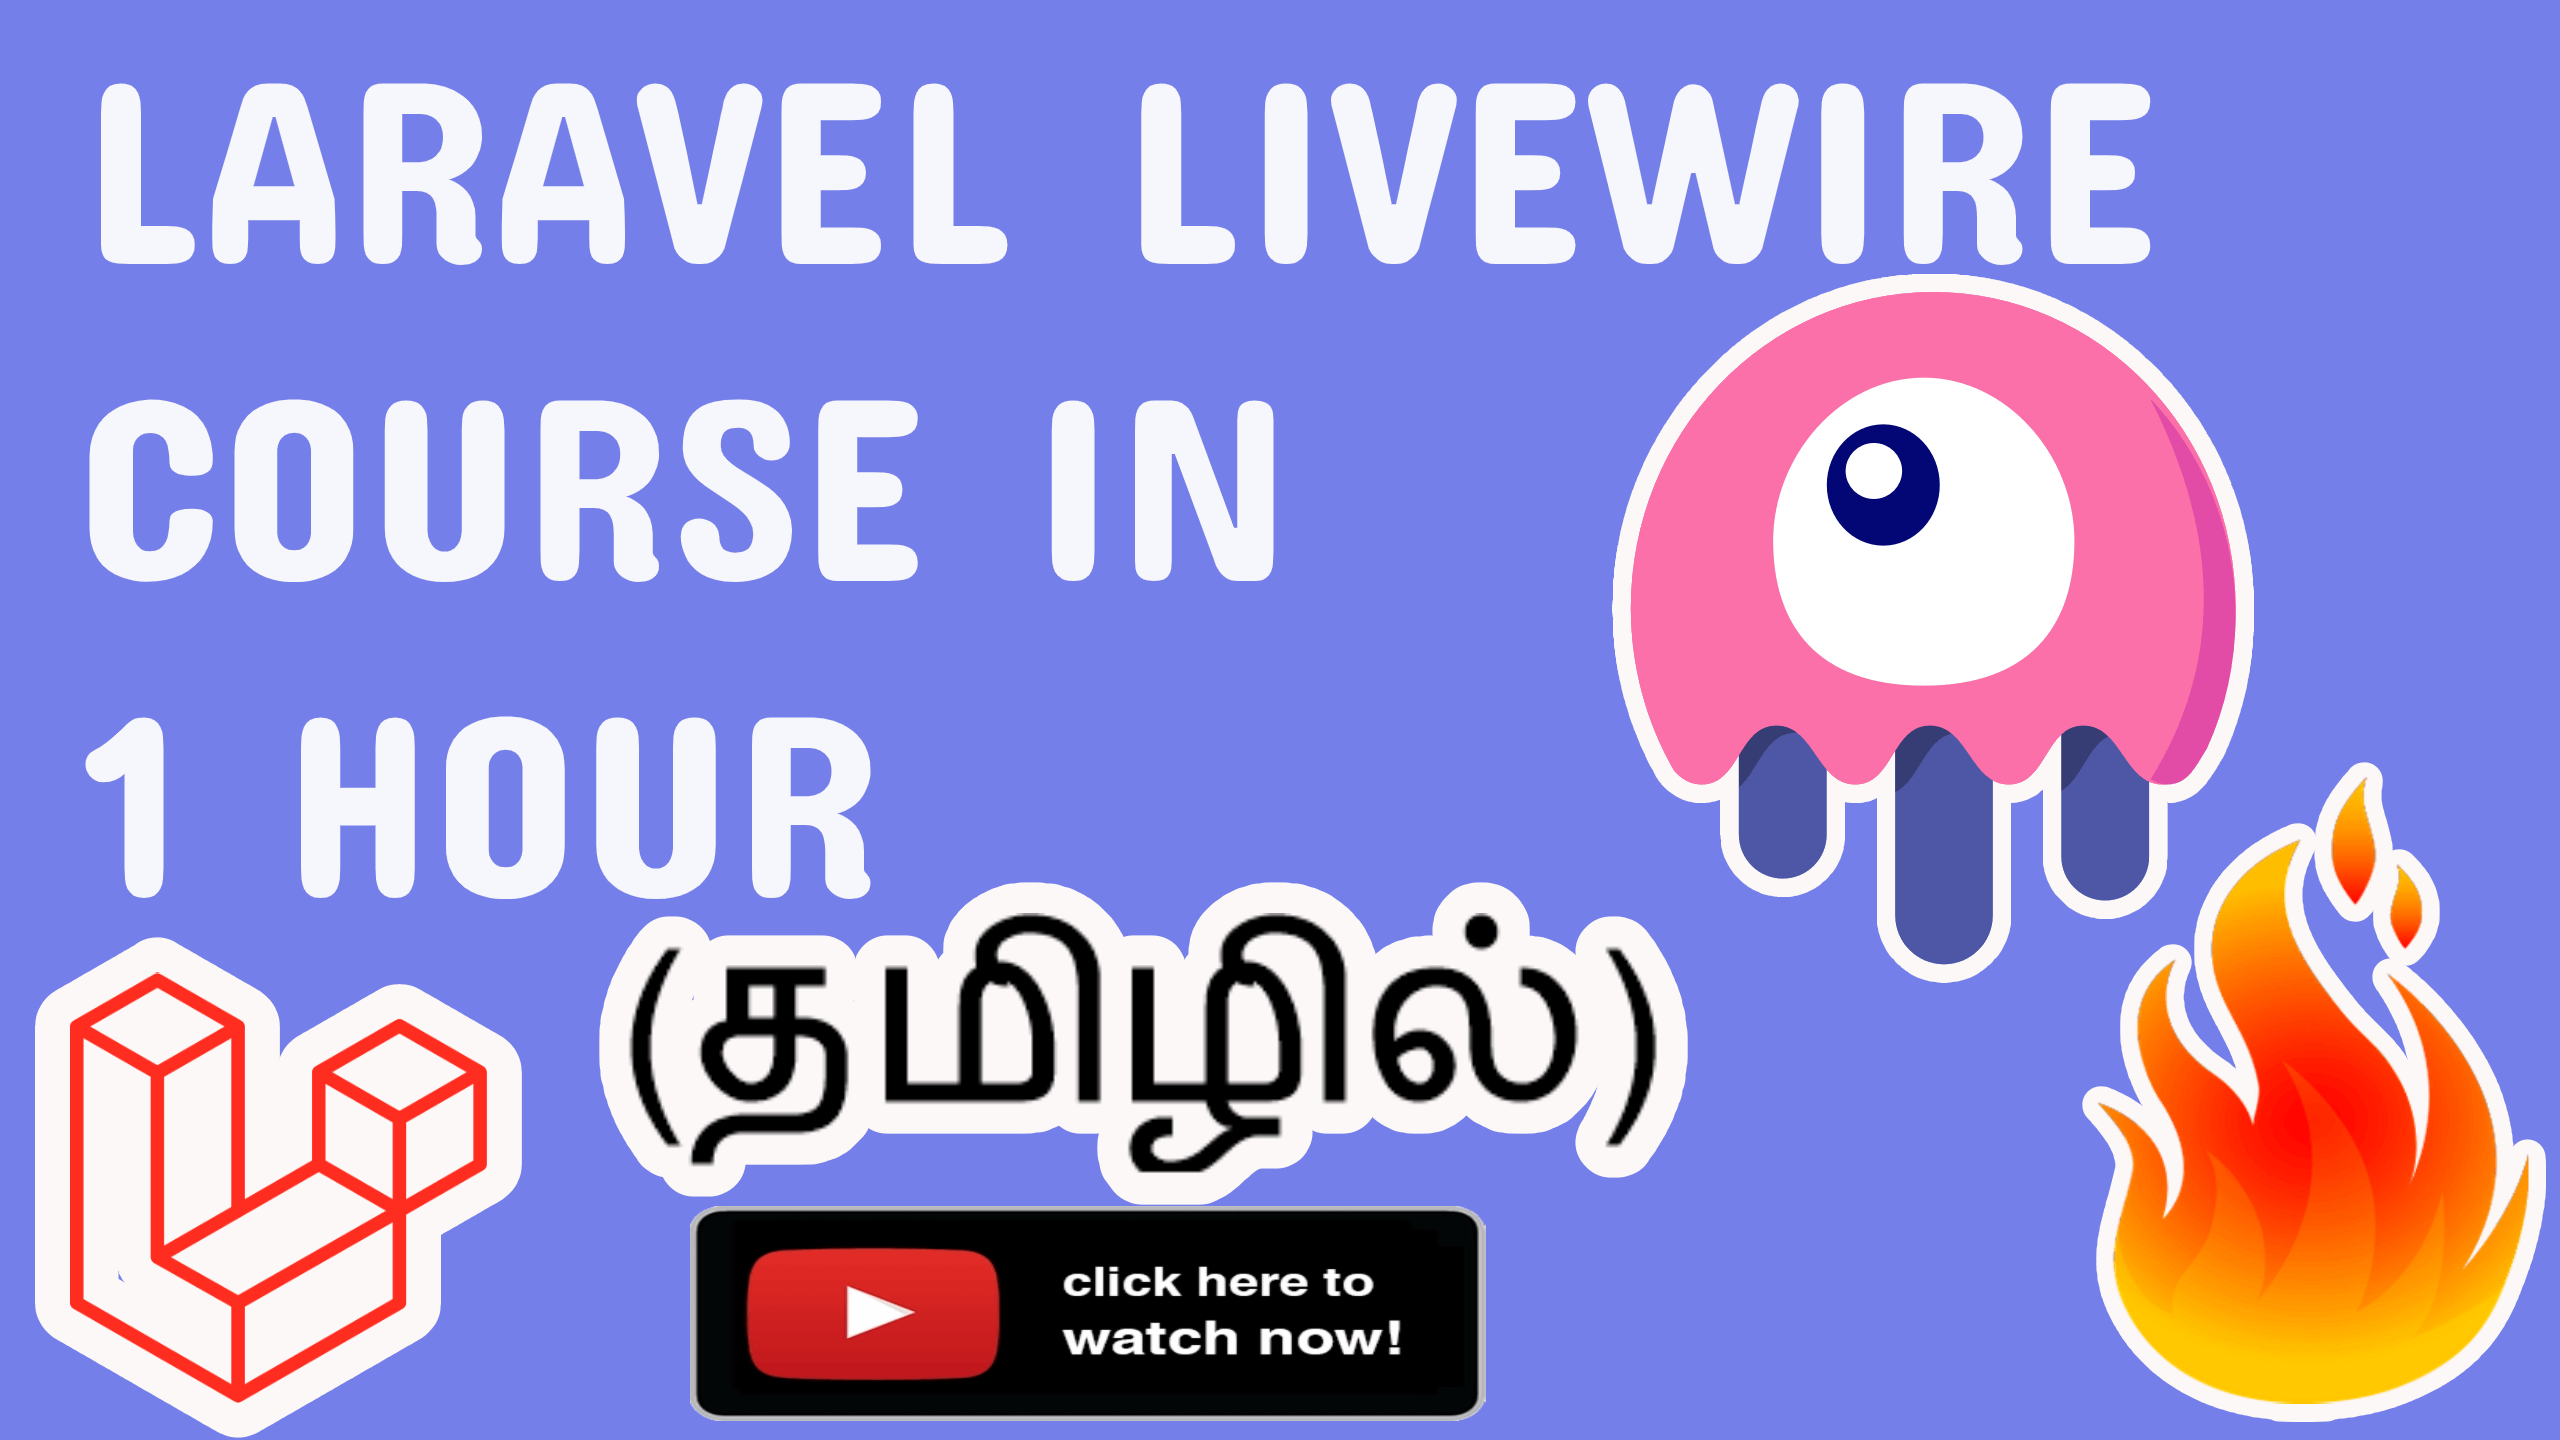 LARAVEL LIVEWIRE
COURSE IN
1 HOUR
(தமிழில்)
click here to
watch now!